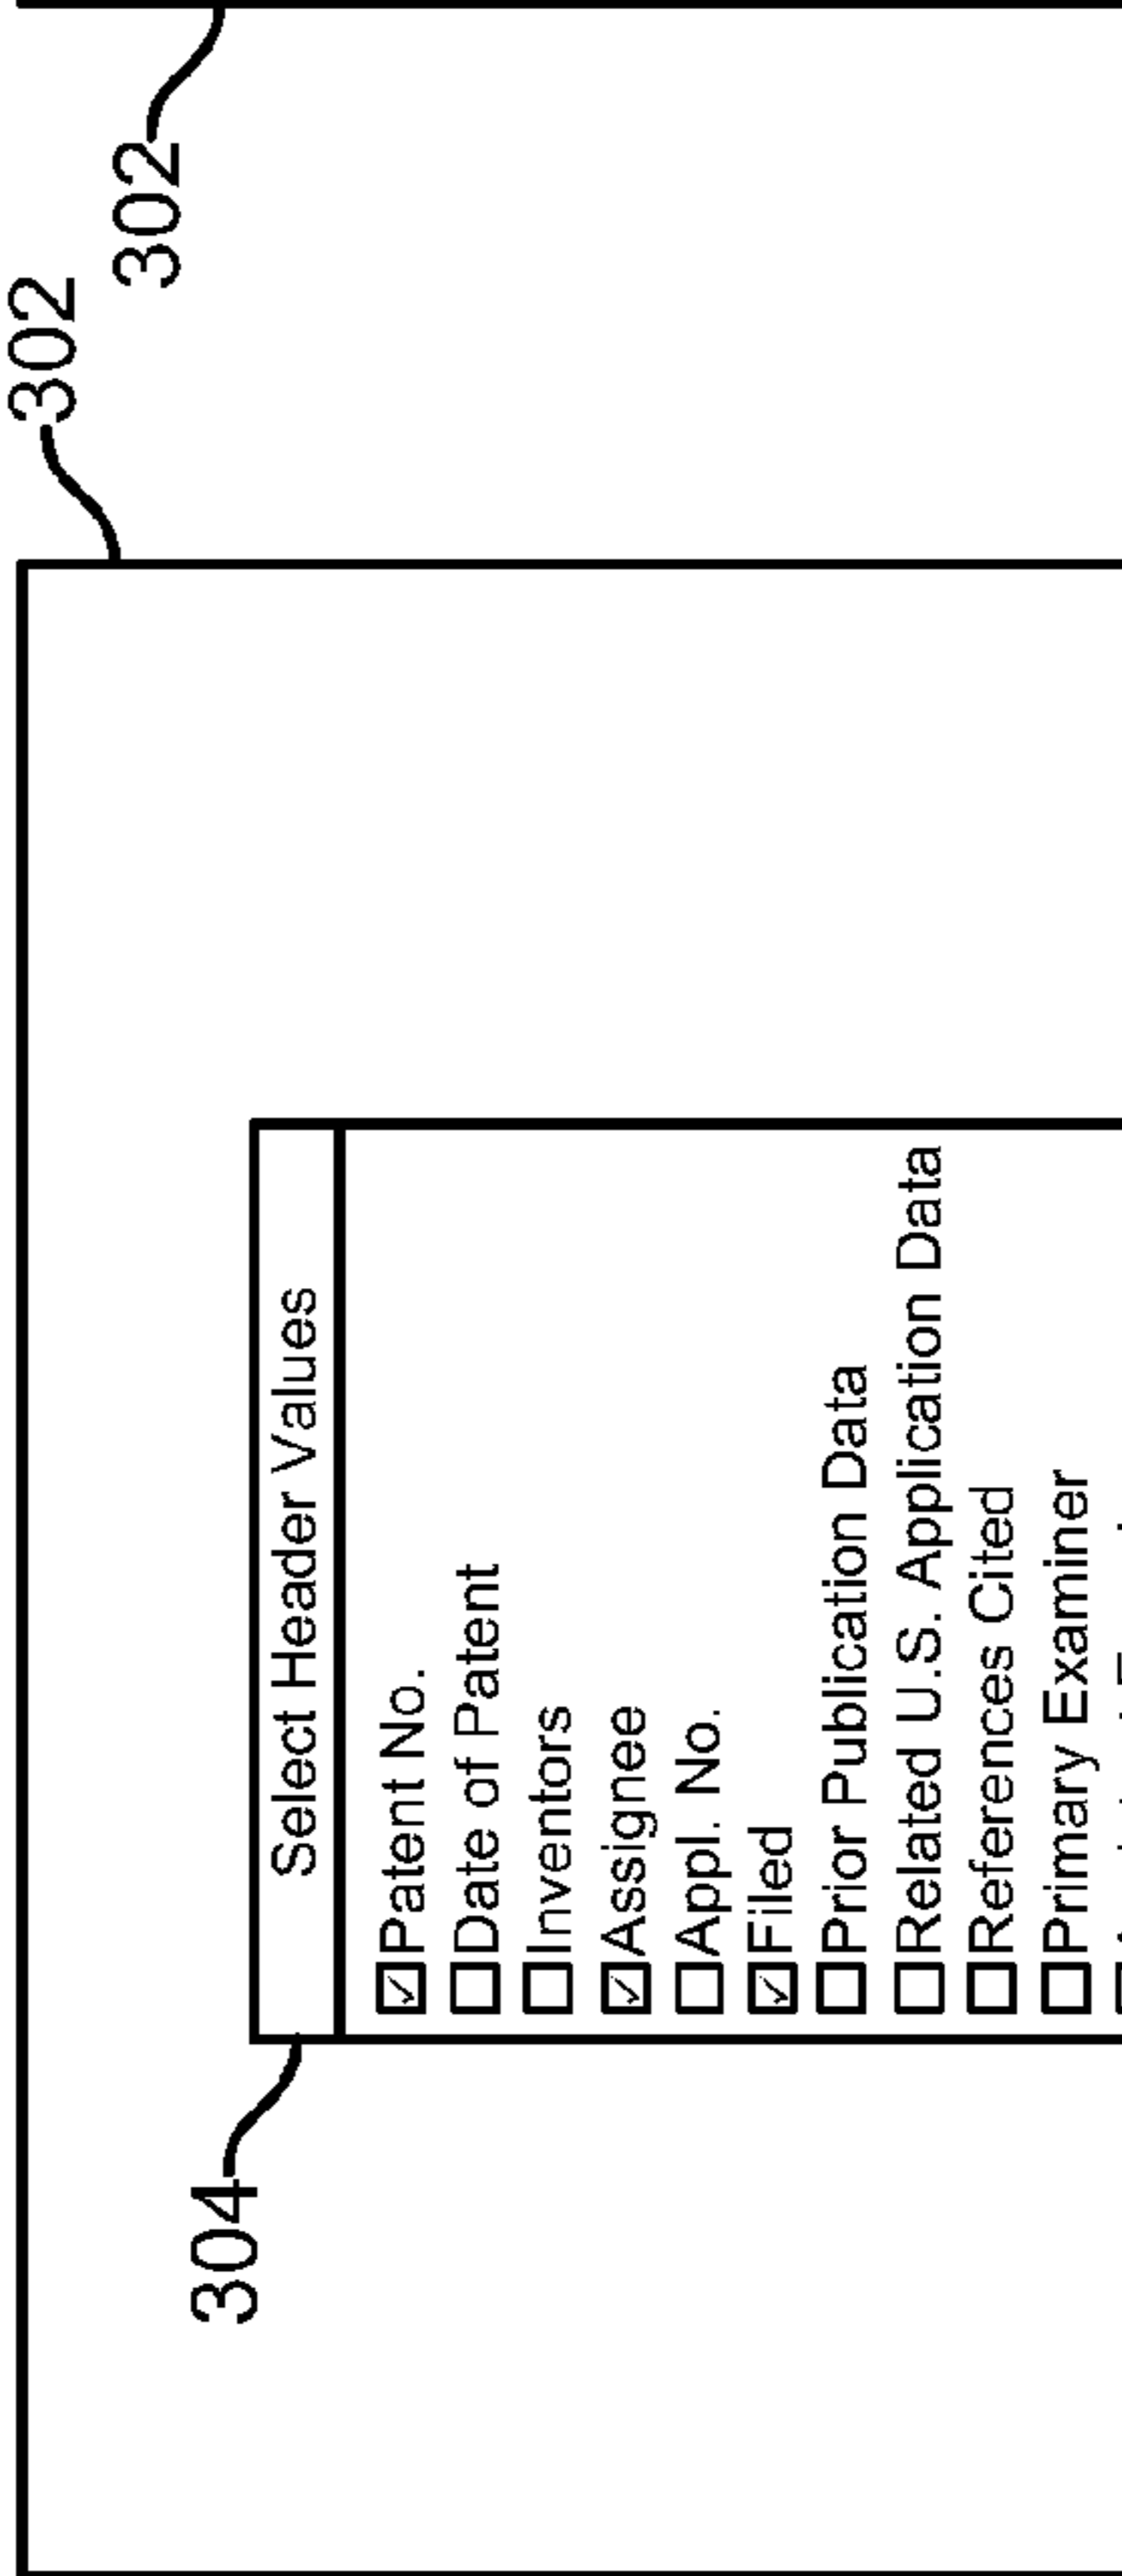 302
302
304
Select Header Values
☑Patent No.
☐Date of Patent
☐Inventors
☑Assignee
☐Appl. No.
☑Filed
☐Prior Publication Data
☐Related U.S. Application Data
☐References Cited
☐Primary Examiner